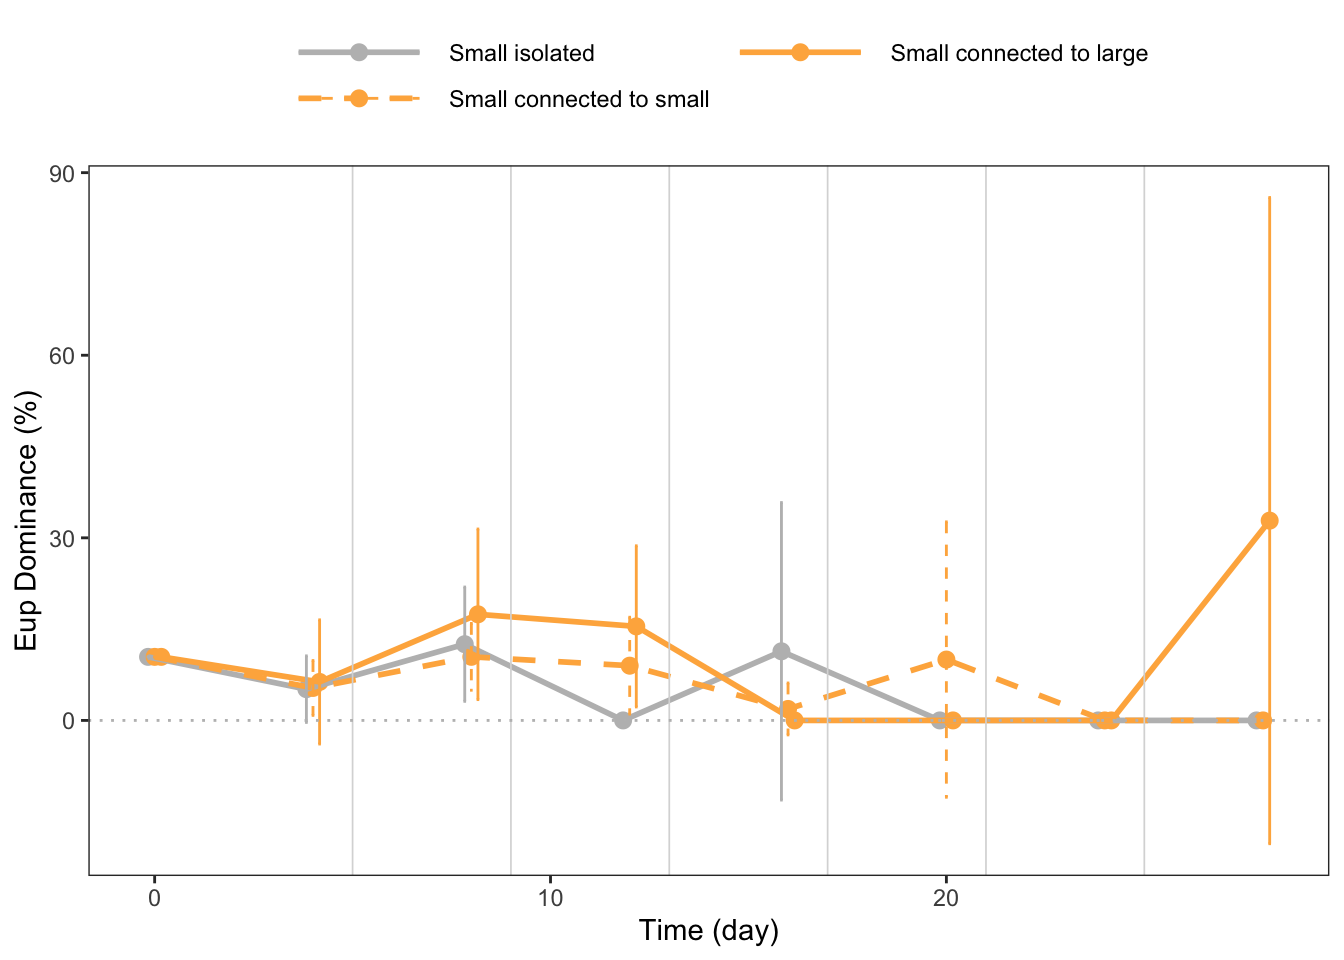 Small isolated
Small connected to large
Small connected to small
90
60
30
0
Eup Dominance (%)
0
10
20
Time (day)